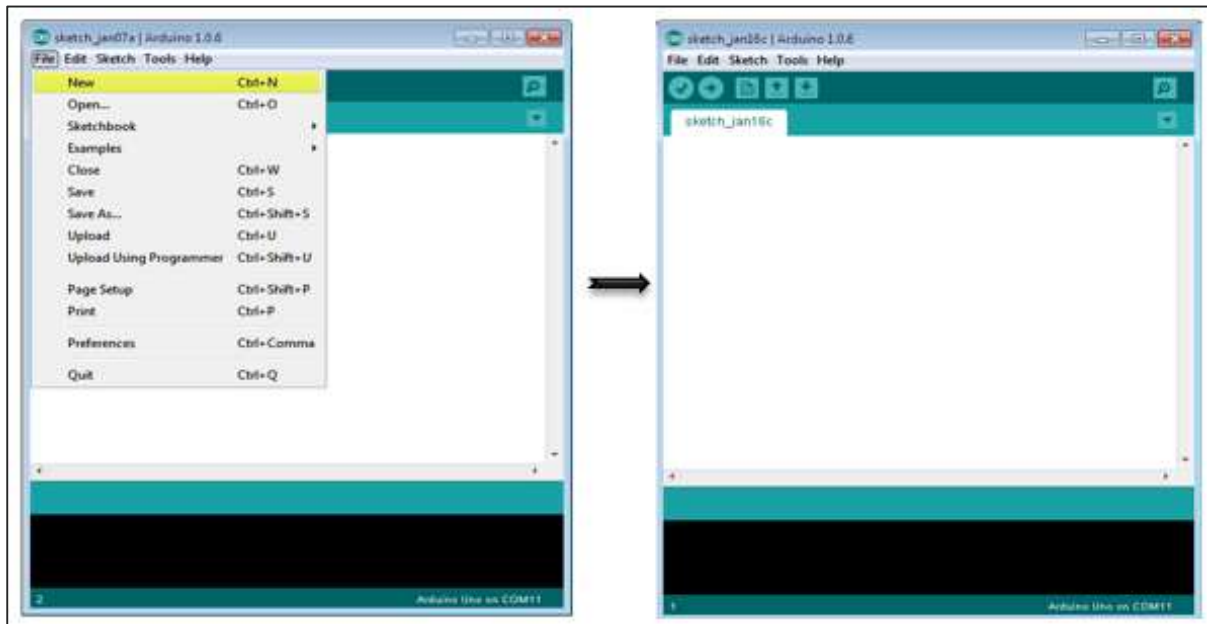 sketch_jan07a | Arduino 1.0.6
File Edit Sketch Tools Help
New Ctrl+N
Open... Ctrl+O
Sketchbook
Examples
Close Ctrl+W
Save Ctrl+S
Save As... Ctrl+Shift+S
Upload Ctrl+U
Upload Using Programmer Ctrl+Shift+U
Page Setup Ctrl+Shift+P
Print Ctrl+P
Preferences Ctrl+Comma
Quit Ctrl+Q
2 Arduino Uno on COM11
sketch_jan16c | Arduino 1.0.6
File Edit Sketch Tools Help
sketch_jan16c
1 Arduino Uno on COM11